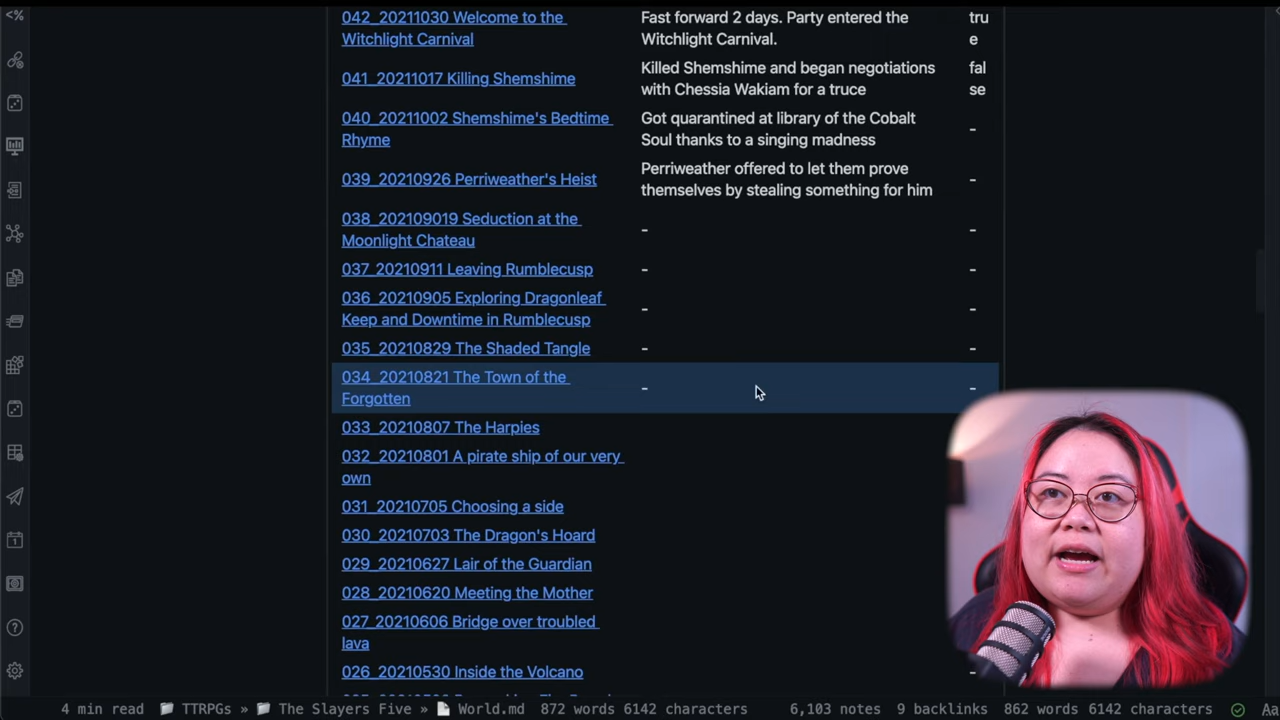 042_20211030 Welcome to the
Witchlight Carnival
Fast forward 2 days. Party entered the
Witchlight Carnival.
tru
e
041_20211017 Killing Shemshime
Killed Shemshime and began negotiations
with Chessia Wakiam for a truce
fal
se
040_20211002 Shemshime's Bedtime
Rhyme
Got quarantined at library of the Cobalt
Soul thanks to a singing madness
-
039_20210926 Perriweather's Heist
Perriweather offered to let them prove
themselves by stealing something for him
-
038_202109019 Seduction at the
Moonlight Chateau
-
-
037_20210911 Leaving Rumblecusp
-
-
036_20210905 Exploring Dragonleaf
Keep and Downtime in Rumblecusp
-
-
035_20210829 The Shaded Tangle
-
-
034_20210821 The Town of the
Forgotten
-
-
033_20210807 The Harpies
032_20210801 A pirate ship of our very
own
031_20210705 Choosing a side
030_20210703 The Dragon's Hoard
029_20210627 Lair of the Guardian
028_20210620 Meeting the Mother
027_20210606 Bridge over troubled
lava
026_20210530 Inside the Volcano
4 min read TTRPGs » The Slayers Five » World.md 872 words 6142 characters 6,103 notes 9 backlinks 862 words 6142 characters Aa